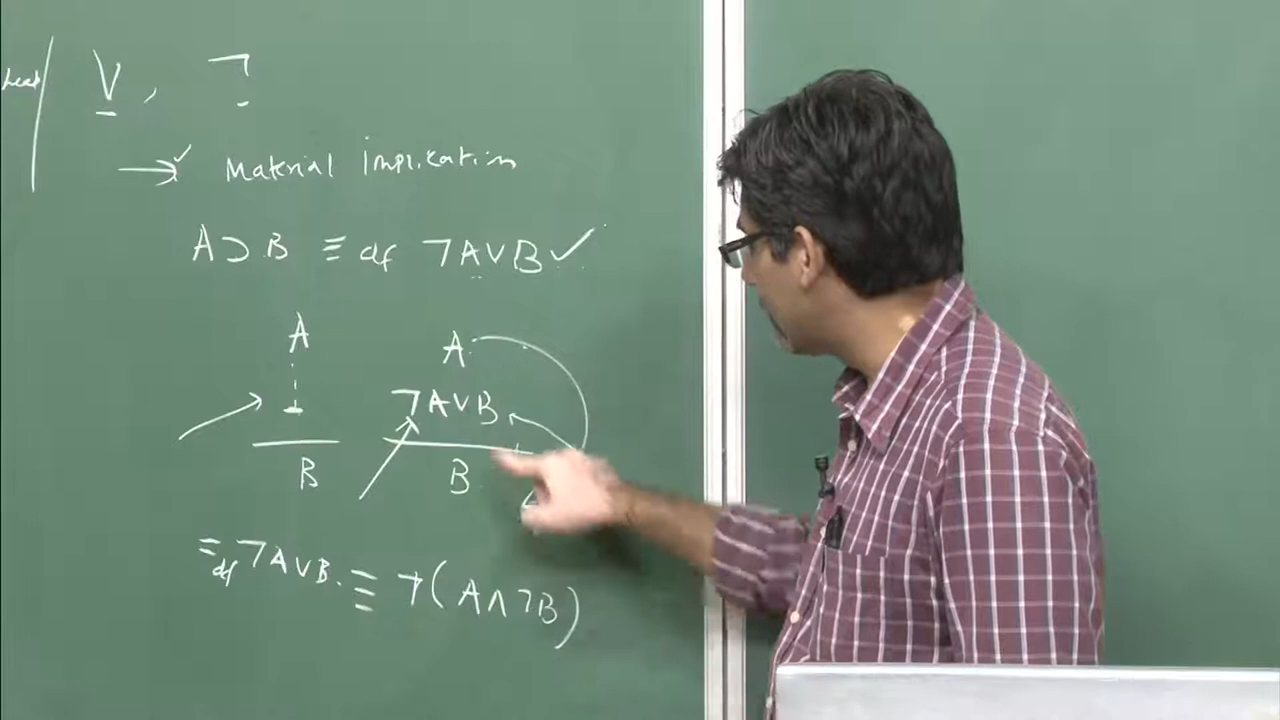 ∨, ¬
→ ✓ Material Implication
A ⊃ B ≡ df ¬A∨B ✓
A A
¬A∨B
B B
≡ df ¬A∨B. ≡ ¬(A∧¬B)